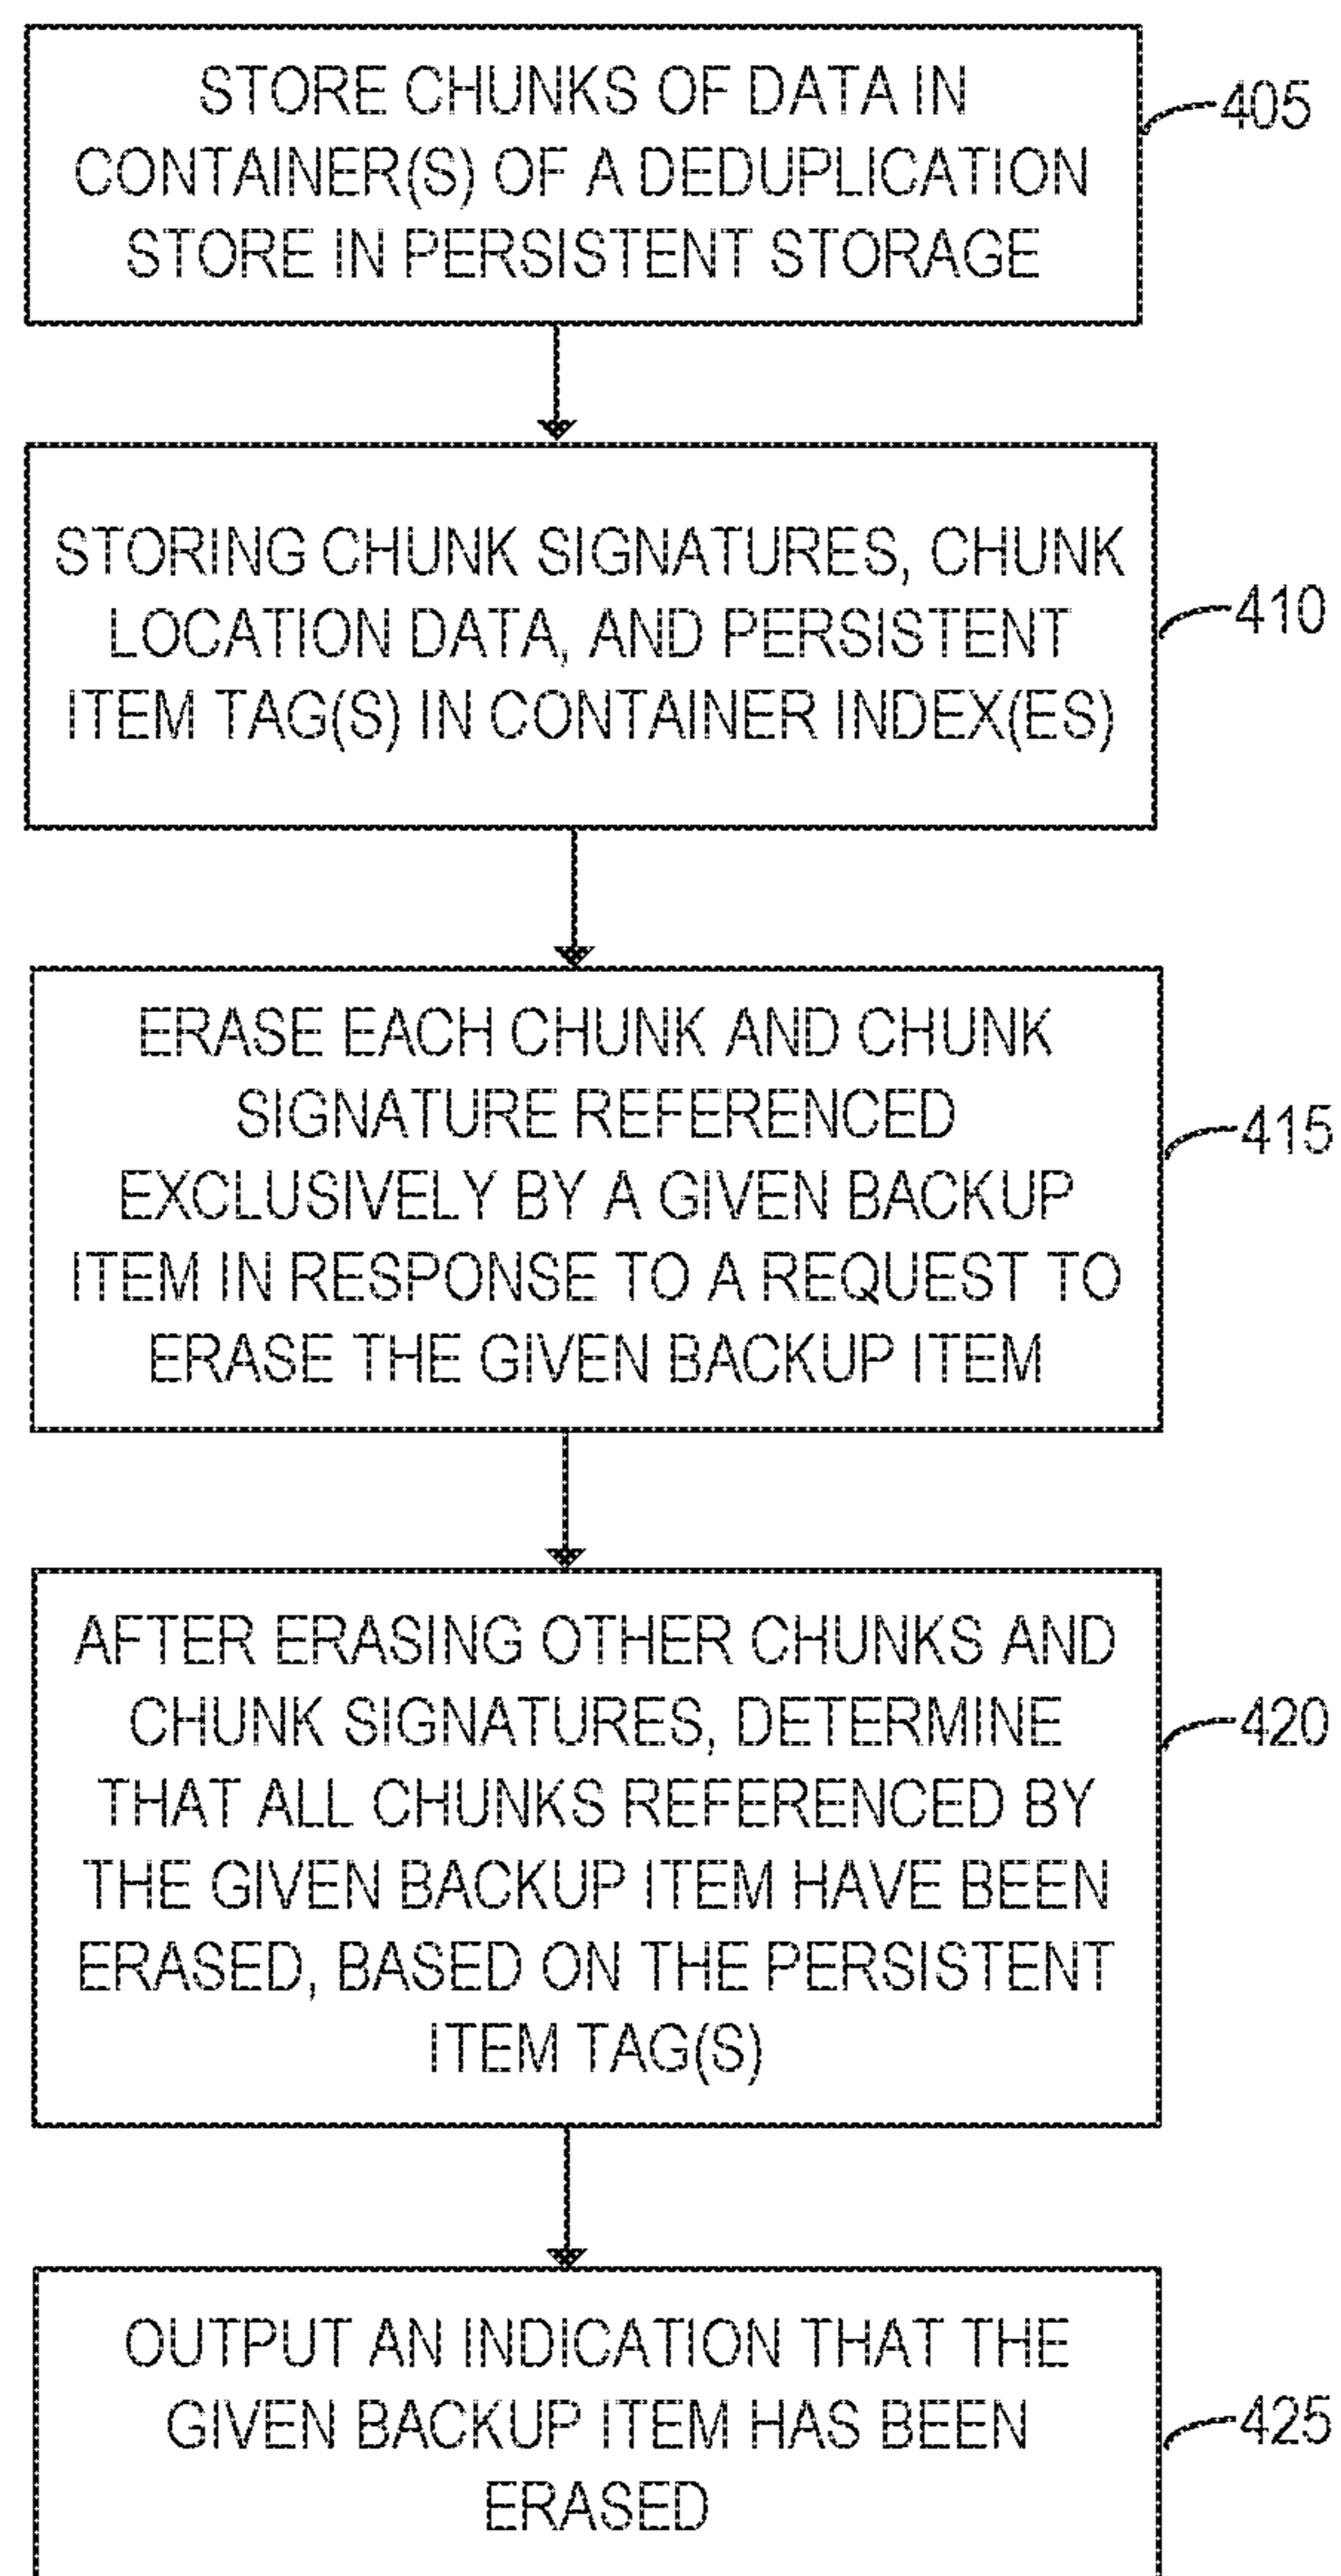 STORE CHUNKS OF DATA IN
CONTAINER(S) OF A DEDUPLICATION
STORE IN PERSISTENT STORAGE
405
STORING CHUNK SIGNATURES, CHUNK
LOCATION DATA, AND PERSISTENT
ITEM TAG(S) IN CONTAINER INDEX(ES)
410
ERASE EACH CHUNK AND CHUNK
SIGNATURE REFERENCED
EXCLUSIVELY BY A GIVEN BACKUP
ITEM IN RESPONSE TO A REQUEST TO
ERASE THE GIVEN BACKUP ITEM
415
AFTER ERASING OTHER CHUNKS AND
CHUNK SIGNATURES, DETERMINE
THAT ALL CHUNKS REFERENCED BY
THE GIVEN BACKUP ITEM HAVE BEEN
ERASED, BASED ON THE PERSISTENT
ITEM TAG(S)
420
OUTPUT AN INDICATION THAT THE
GIVEN BACKUP ITEM HAS BEEN
ERASED
425